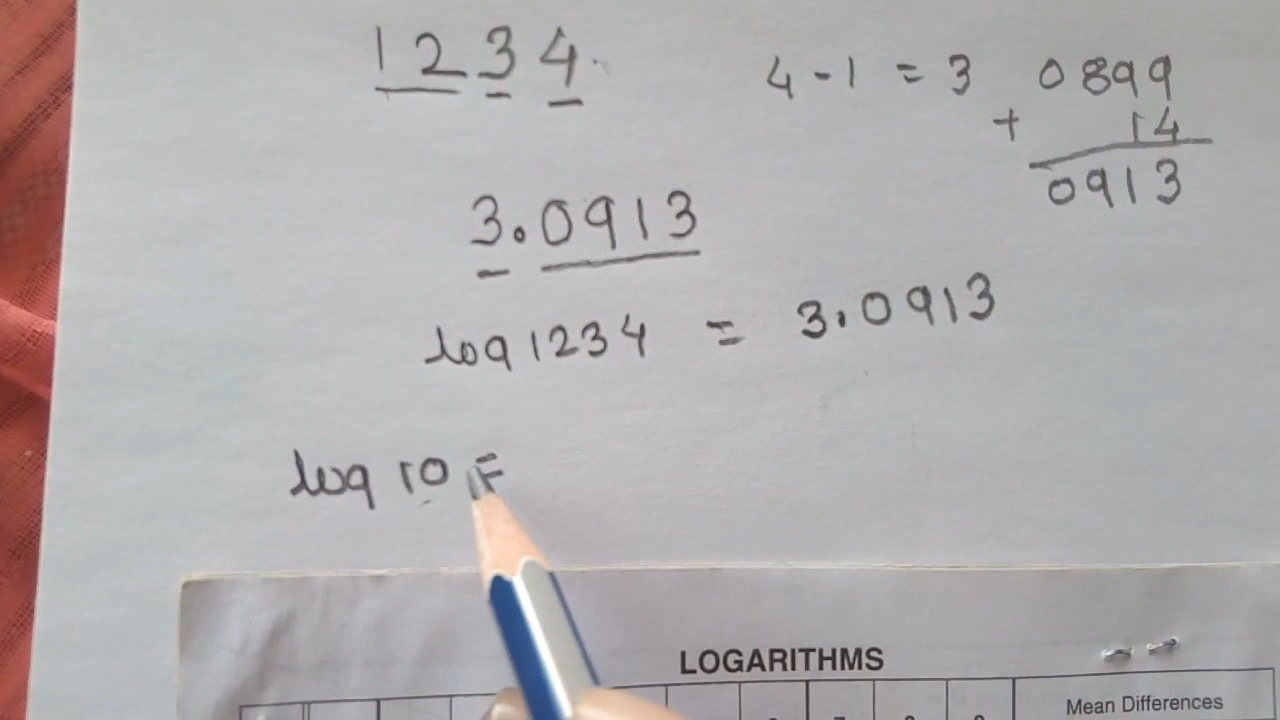 1234.
4 - 1 = 3
0899
+ 14
0913
3.0913
log 1234 = 3.0913
log 10 =
LOGARITHMS
Mean Differences